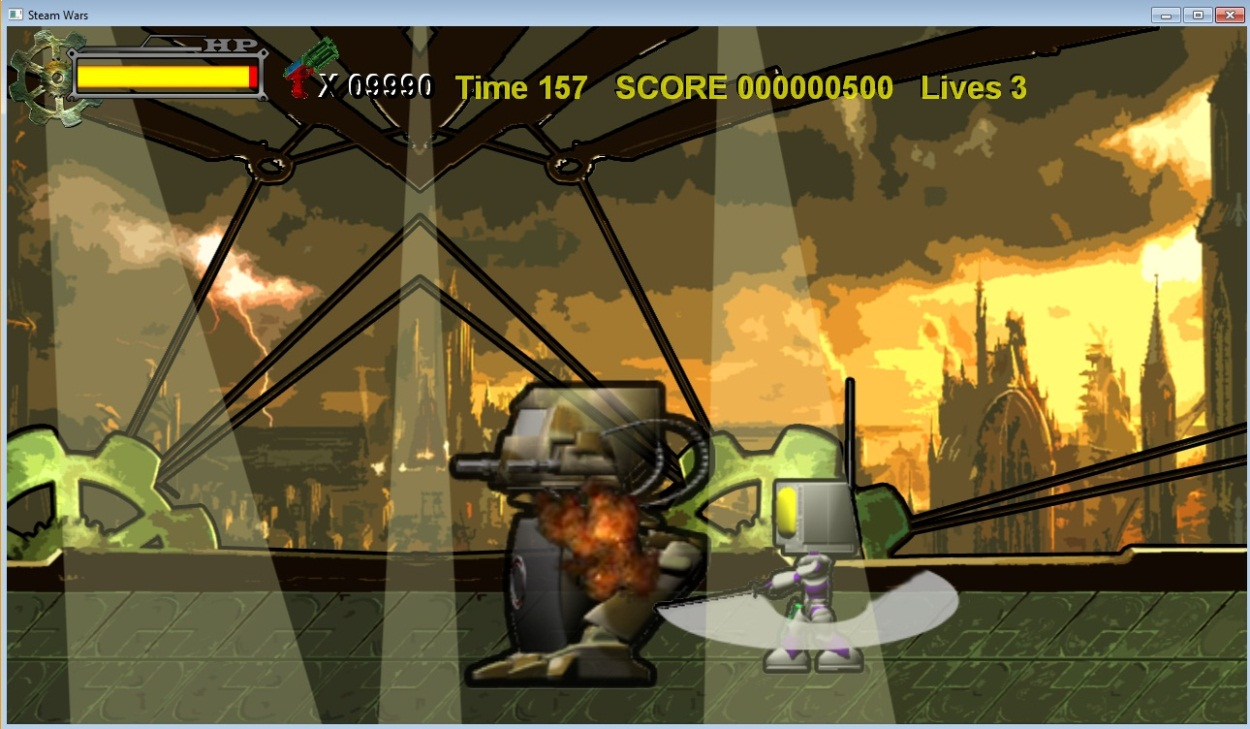 Steam Wars
HP
X 09990 Time 157 SCORE 000000500 Lives 3